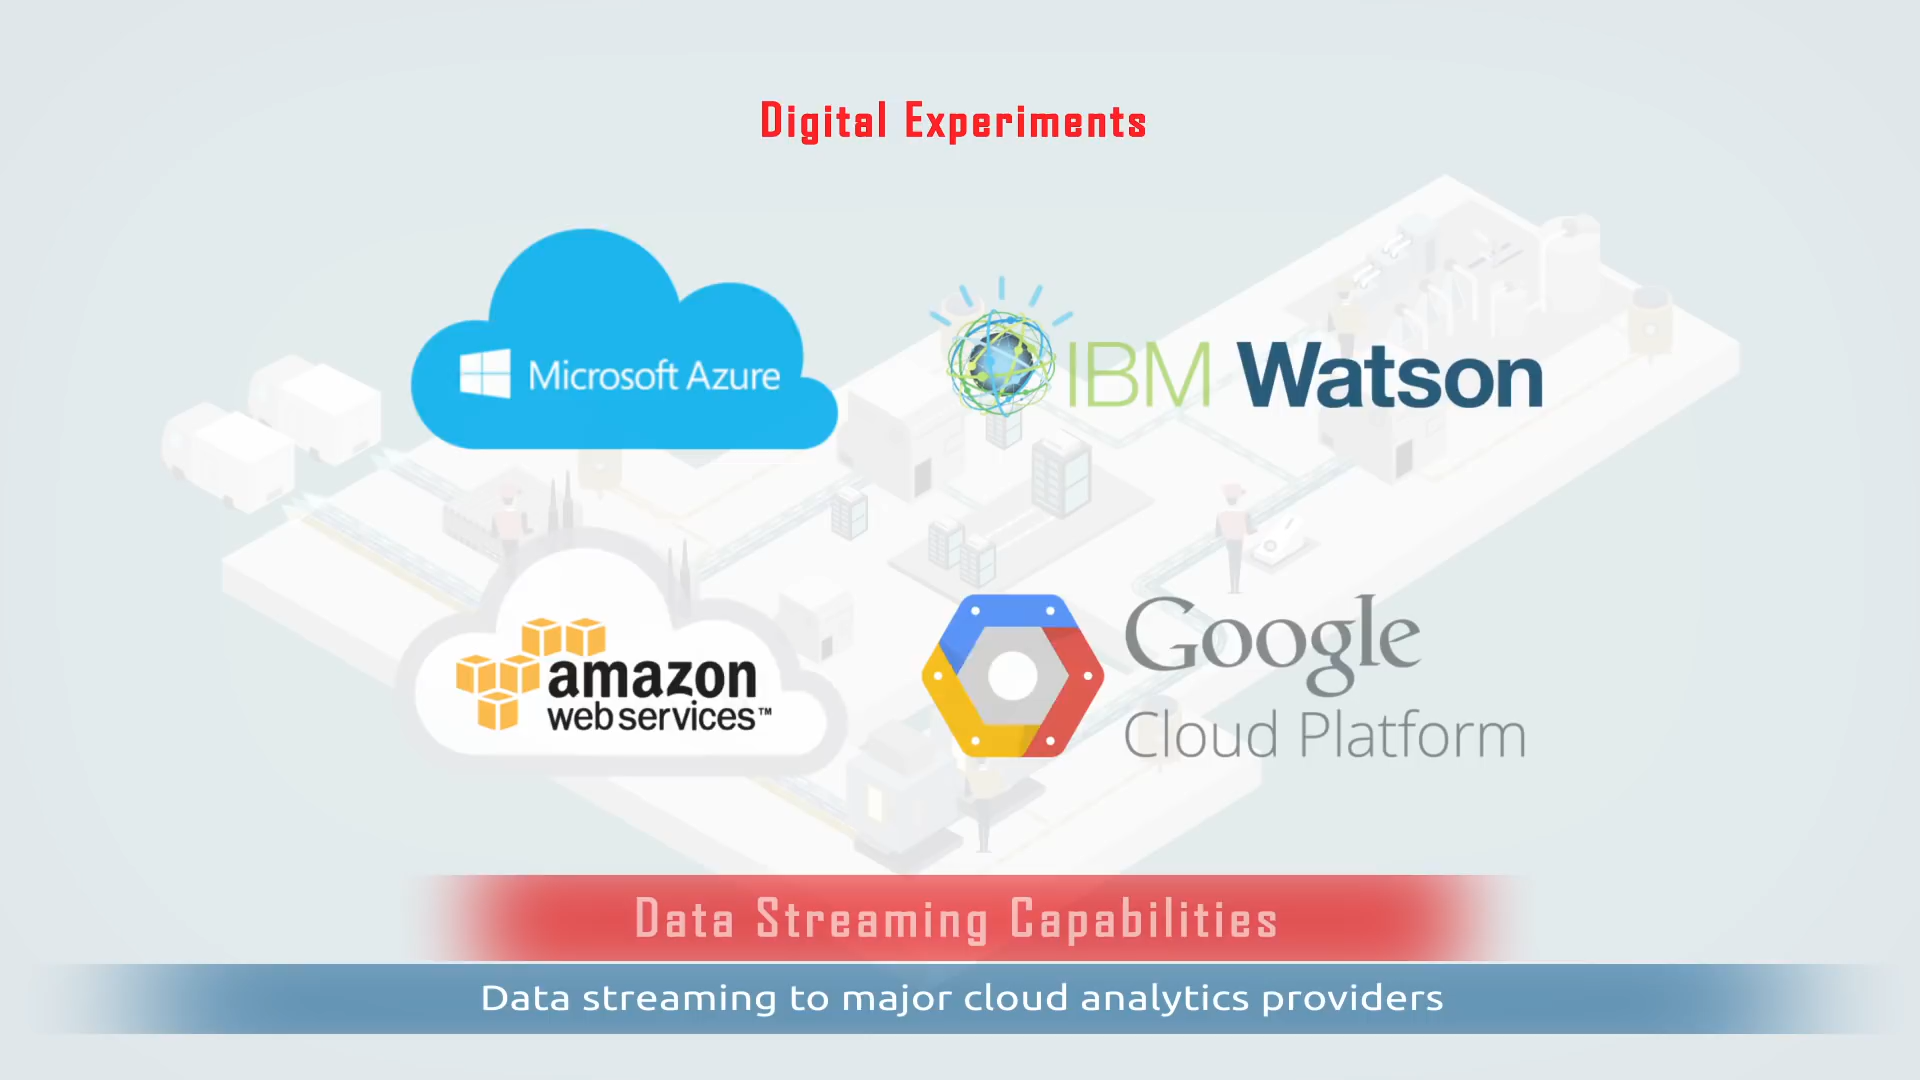 Digital Experiments
Microsoft Azure
IBM Watson
amazon
web services™
Google
Cloud Platform
Data Streaming Capabilities
Data streaming to major cloud analytics providers